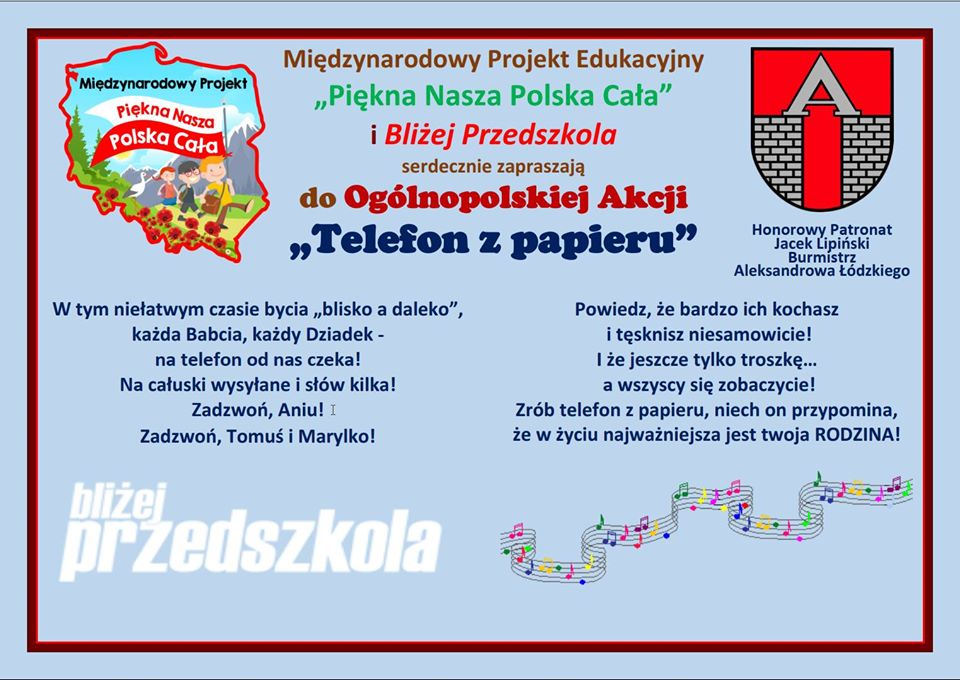 Międzynarodowy Projekt
Piękna Nasza
Polska Cała
Międzynarodowy Projekt Edukacyjny
„Piękna Nasza Polska Cała”
i Bliżej Przedszkola
serdecznie zapraszają
do Ogólnopolskiej Akcji
„Telefon z papieru”
A
Honorowy Patronat
Jacek Lipiński
Burmistrz
Aleksandrowa Łódzkiego
W tym niełatwym czasie bycia „blisko a daleko”,
każda Babcia, każdy Dziadek -
na telefon od nas czeka!
Na całuski wysyłane i słów kilka!
Zadzwoń, Aniu!
Zadzwoń, Tomuś i Marylko!
Powiedz, że bardzo ich kochasz
i tęsknisz niesamowicie!
I że jeszcze tylko troszkę...
a wszyscy się zobaczycie!
Zrób telefon z papieru, niech on przypomina,
że w życiu najważniejsza jest twoja RODZINA!
bliżej
przedszkola